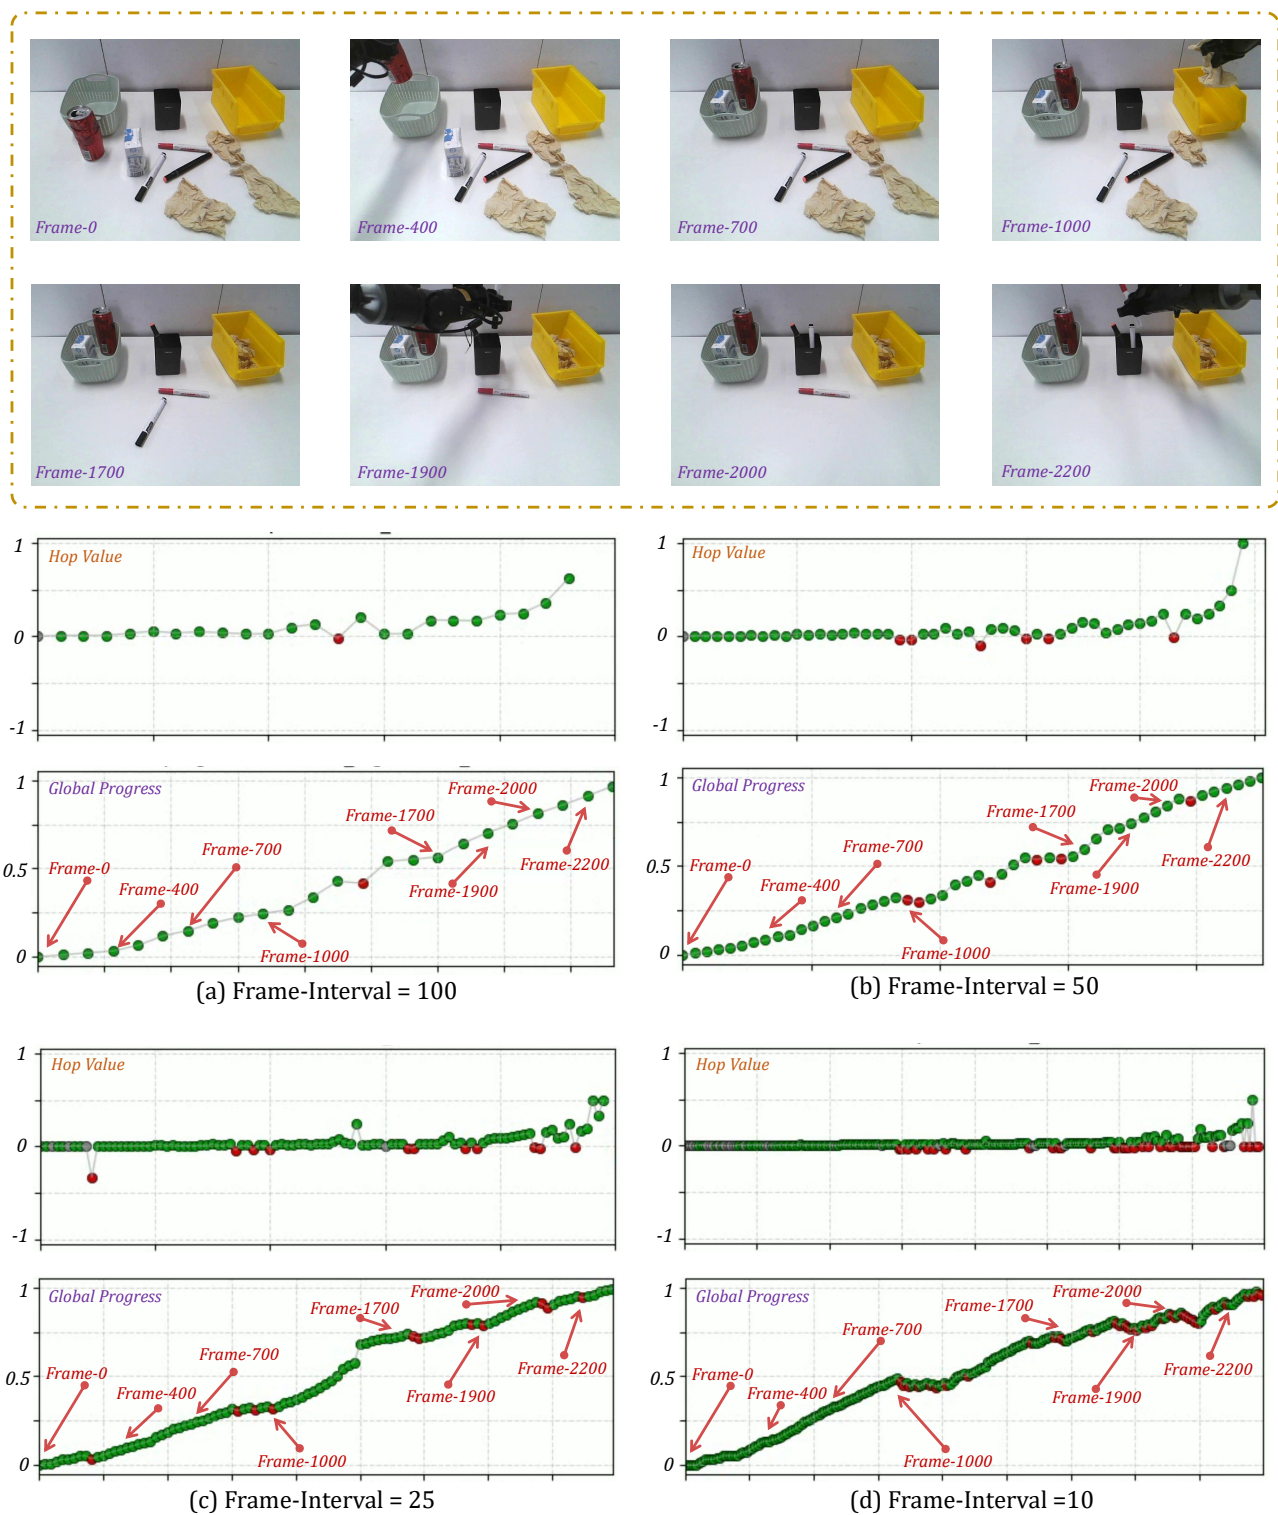 Frame-0
Frame-400
Frame-700
Frame-1000
Frame-1700
Frame-1900
Frame-2000
Frame-2200
1
Hop Value
0
-1
1
Global Progress
Frame-2000
Frame-1700
Frame-700
Frame-0
0.5
Frame-400
Frame-1900
Frame-2200
Frame-1000
0
(a) Frame-Interval = 100
1
Hop Value
0
-1
1
Global Progress
Frame-2000
Frame-1700
Frame-700
Frame-0
0.5
Frame-400
Frame-1900
Frame-2200
Frame-1000
0
(b) Frame-Interval = 50
1
Hop Value
0
-1
1
Global Progress
Frame-2000
Frame-1700
Frame-700
Frame-0
0.5
Frame-400
Frame-1900
Frame-2200
Frame-1000
0
(c) Frame-Interval = 25
1
Hop Value
0
-1
1
Global Progress
Frame-2000
Frame-1700
Frame-700
Frame-0
0.5
Frame-400
Frame-1900
Frame-2200
Frame-1000
0
(d) Frame-Interval =10